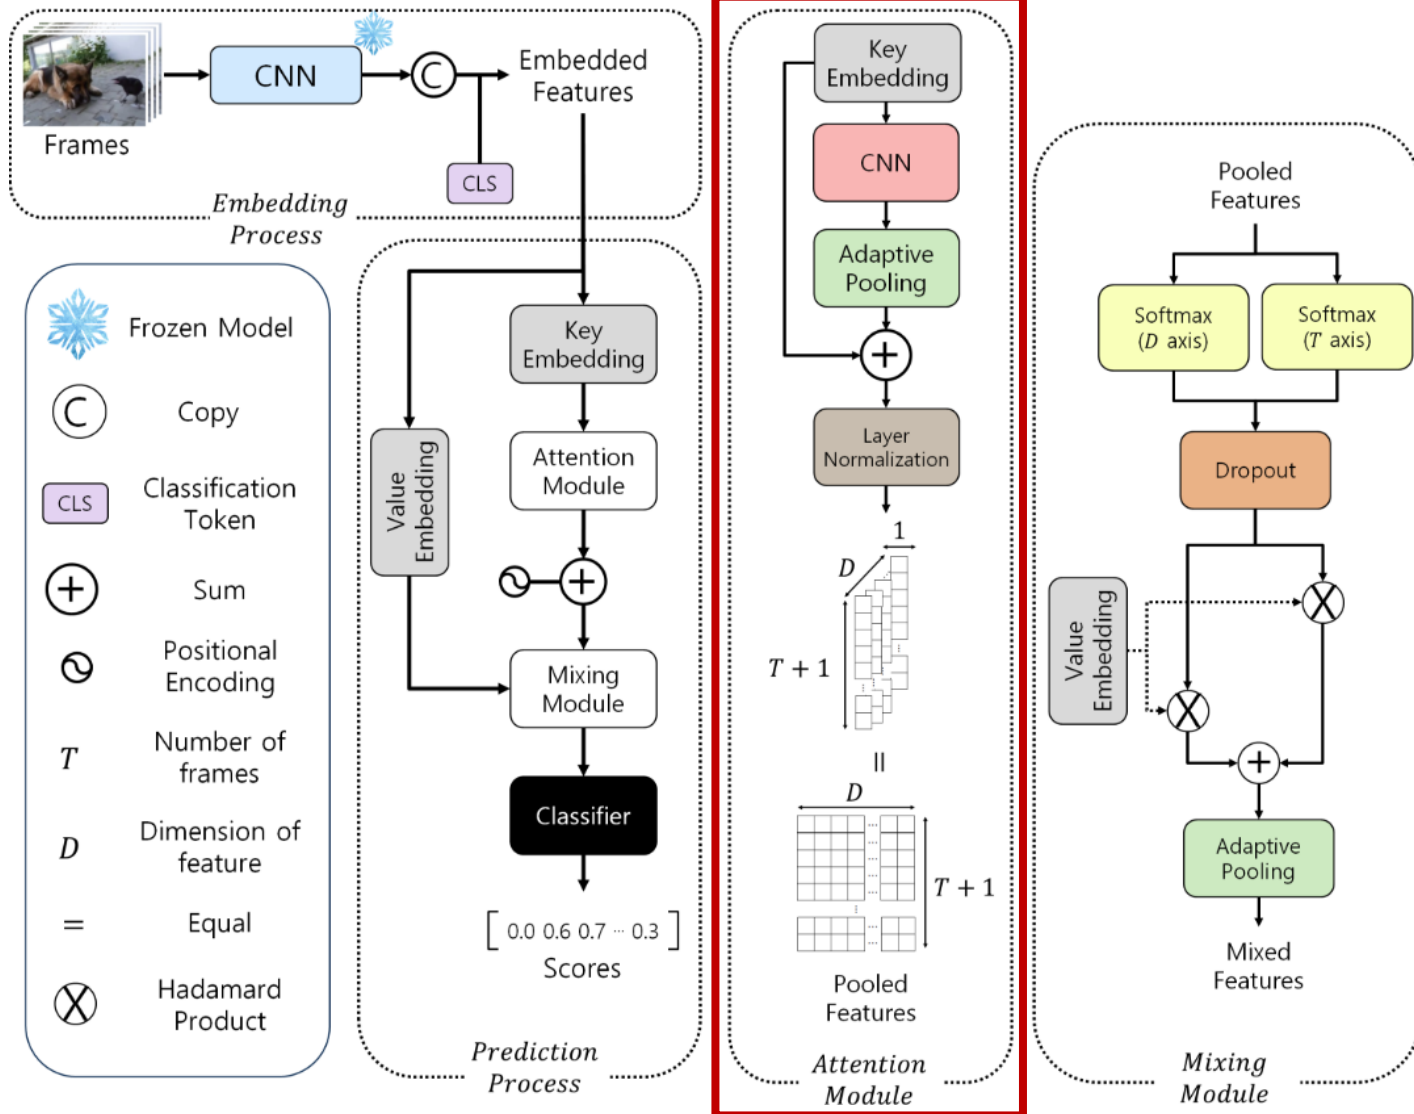 Frames
CNN
C
Embedded
Features
CLS
Embedding
Process
Frozen Model
C
Copy
CLS
Classification
Token
+
Sum
Positional
Encoding
T
Number of
frames
D
Dimension of
feature
=
Equal
X
Hadamard
Product
Key
Embedding
Value
Embedding
Attention
Module
+
Mixing
Module
Classifier
[ 0.0 0.6 0.7 ... 0.3 ]
Scores
Prediction
Process
Key
Embedding
CNN
Adaptive
Pooling
+
Layer
Normalization
1
D
T + 1
=
D
T + 1
Pooled
Features
Attention
Module
Pooled
Features
Softmax
(D axis)
Softmax
(T axis)
Dropout
Value
Embedding
X
X
+
Adaptive
Pooling
Mixed
Features
Mixing
Module